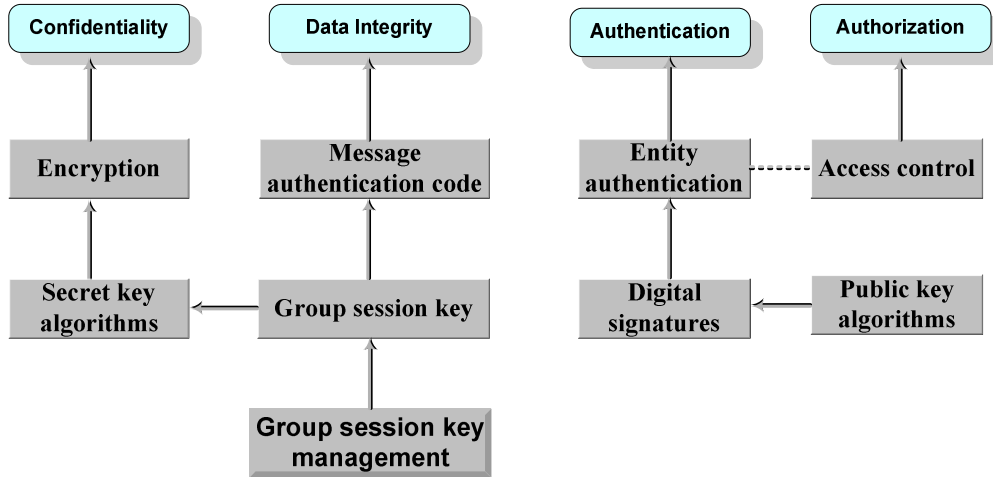 Confidentiality
Data Integrity
Authentication
Authorization
Encryption
Message
authentication code
Entity
authentication
Access control
Secret key
algorithms
Group session key
Digital
signatures
Public key
algorithms
Group session key
management